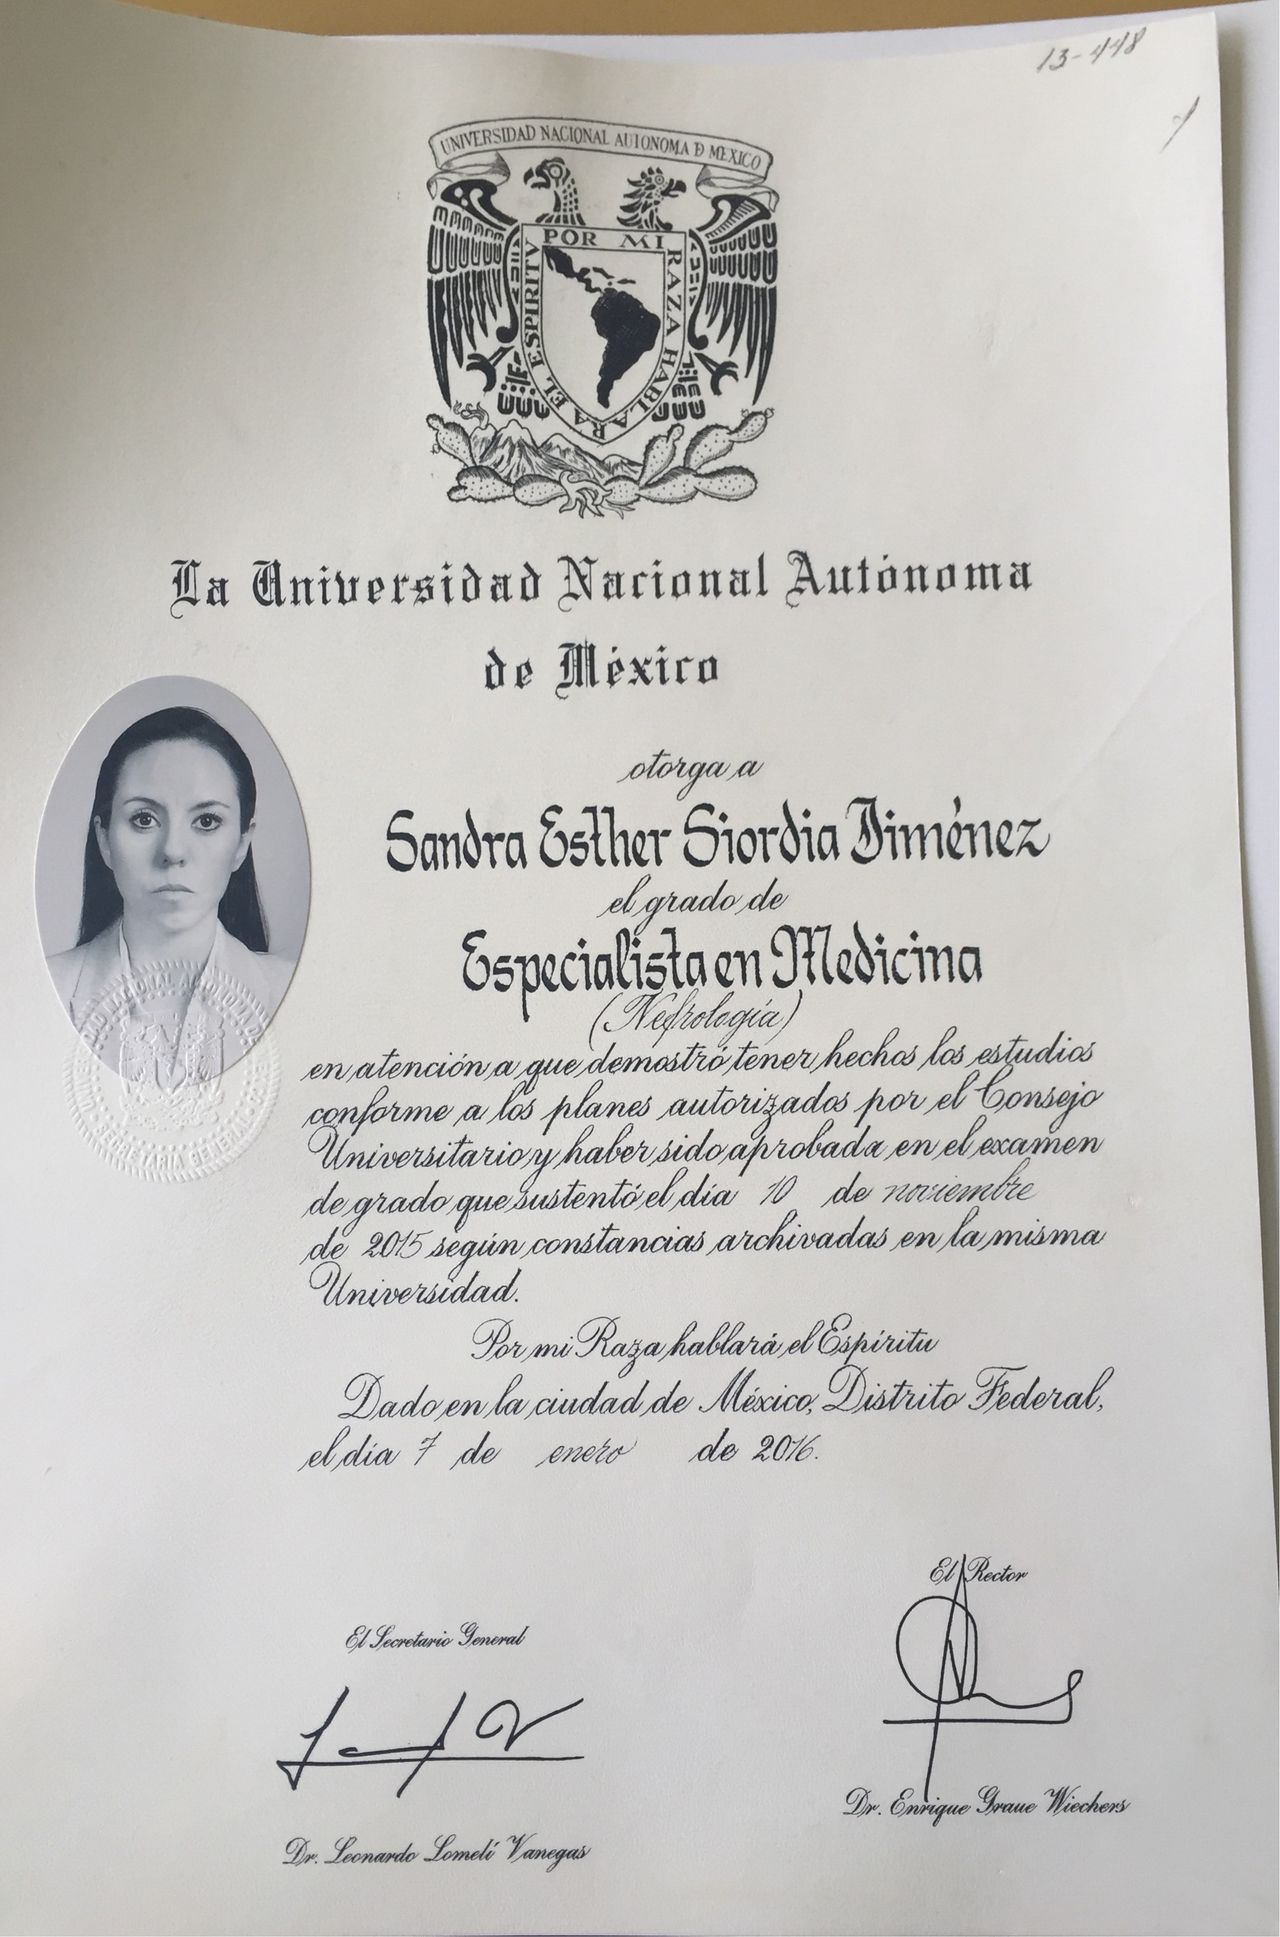 13-448
UNIVERSIDAD NACIONAL AUTONOMA D MEXICO
POR MI RAZA HABLARA EL ESPIRITV
La Universidad Nacional Autónoma
de México
otorga a
Sandra Esther Siordia Jiménez
el grado de
Especialista en Medicina
(Nefrología)
en atención a que demostró tener hechos los estudios
conforme a los planes autorizados por el Consejo
Universitario y haber sido aprobada en el examen
de grado que sustentó el día 10 de noviembre
de 2015 según constancias archivadas en la misma
Universidad.
Por mi Raza hablará el Espíritu
Dado en la ciudad de México, Distrito Federal,
el día 7 de enero de 2016.
El Rector
El Secretario General
Dr. Enrique Graue Wiechers
Dr. Leonardo Lomelí Vanegas
SECRETARIA GENERAL